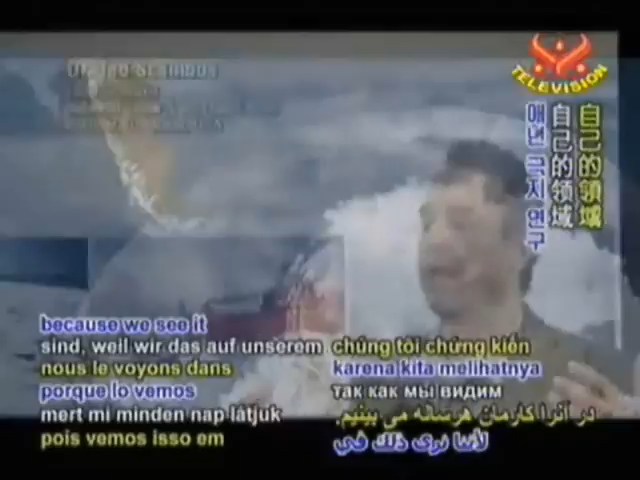 TELEVISION
自己的領域
自己的领域
매년 극지 연구
because we see it
sind, weil wir das auf unserem
nous le voyons dans
porque lo vemos
mert mi minden nap látjuk
pois vemos isso em
chúng tôi chứng kiến
karena kita melihatnya
так как мы видим
در آنرا کارمان هرساله می بینیم.
لأننا نرى ذلك في